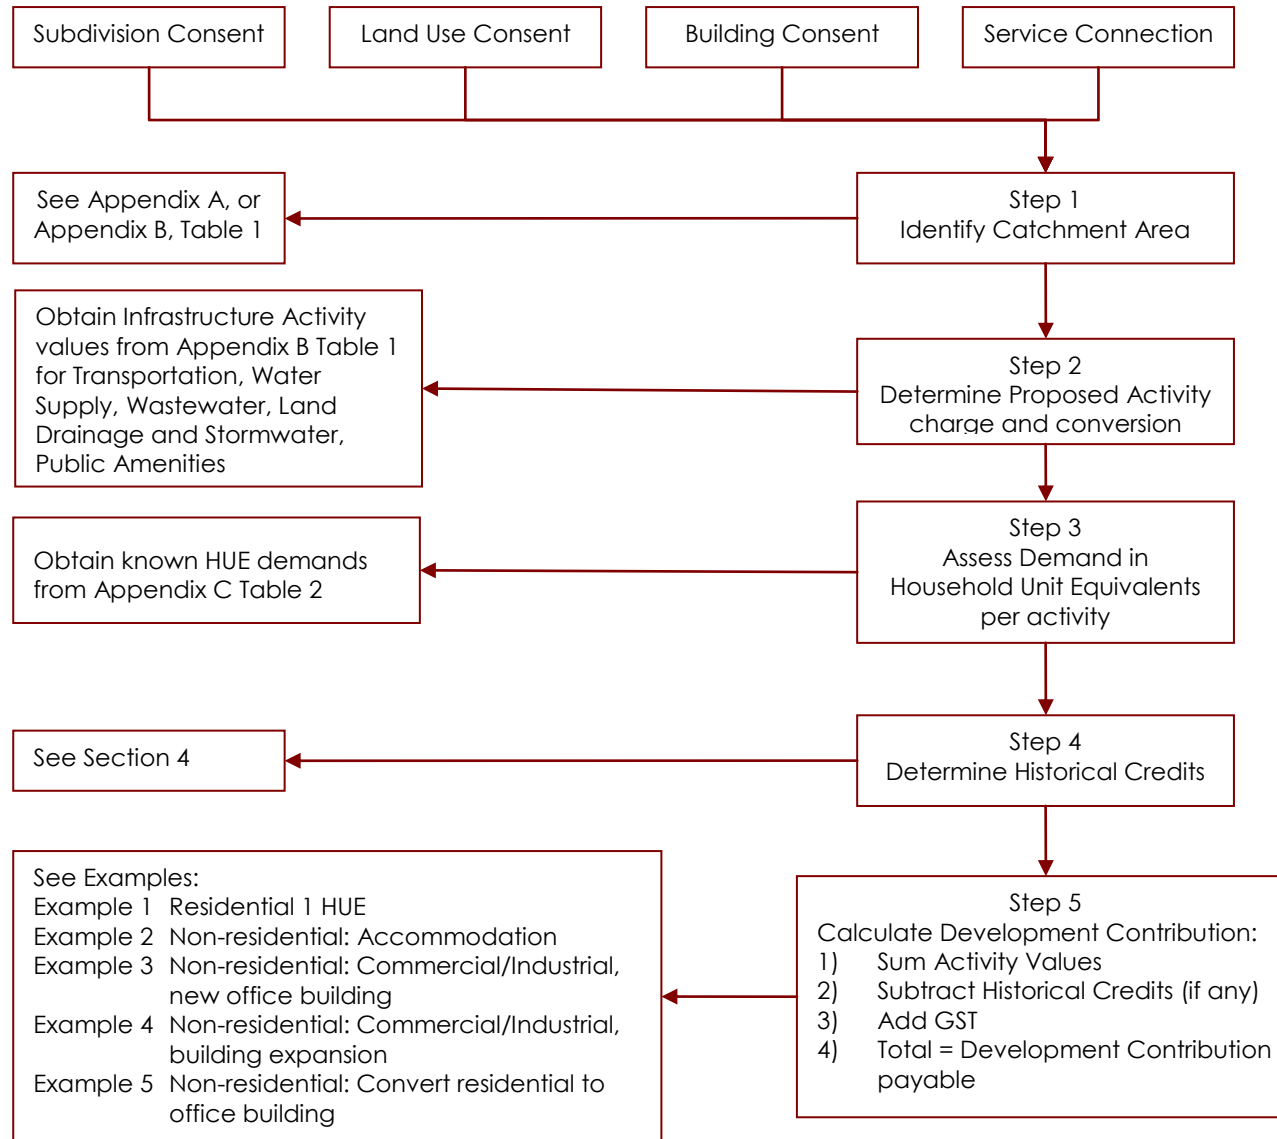 Subdivision Consent
Land Use Consent
Building Consent
Service Connection
See Appendix A, or
Appendix B, Table 1
Step 1
Identify Catchment Area
Obtain Infrastructure Activity
values from Appendix B Table 1
for Transportation, Water
Supply, Wastewater, Land
Drainage and Stormwater,
Public Amenities
Step 2
Determine Proposed Activity
charge and conversion
Obtain known HUE demands
from Appendix C Table 2
Step 3
Assess Demand in
Household Unit Equivalents
per activity
See Section 4
Step 4
Determine Historical Credits
See Examples:
Example 1 Residential 1 HUE
Example 2 Non-residential: Accommodation
Example 3 Non-residential: Commercial/Industrial,
new office building
Example 4 Non-residential: Commercial/Industrial,
building expansion
Example 5 Non-residential: Convert residential to
office building
Step 5
Calculate Development Contribution:
1) Sum Activity Values
2) Subtract Historical Credits (if any)
3) Add GST
4) Total = Development Contribution
payable